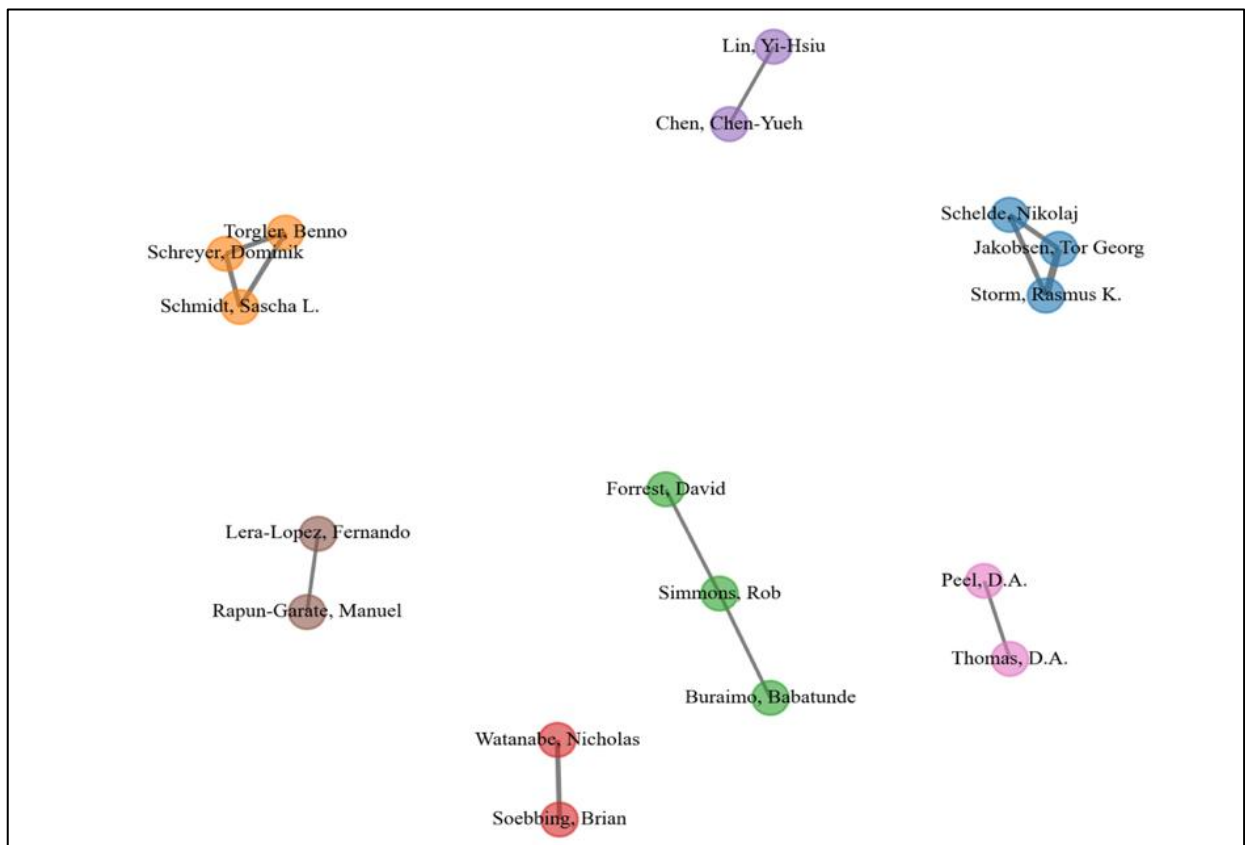 Lin, Yi-Hsiu
Chen, Chen-Yueh
Schelde, Nikolaj
Torgler, Benno
Jakobsen, Tor Georg
Schreyer, Dominik
Storm, Rasmus K.
Schmidt, Sascha L.
Forrest, David
Lera-Lopez, Fernando
Peel, D.A.
Simmons, Rob
Rapun-Garate, Manuel
Thomas, D.A.
Buraimo, Babatunde
Watanabe, Nicholas
Soebbing, Brian